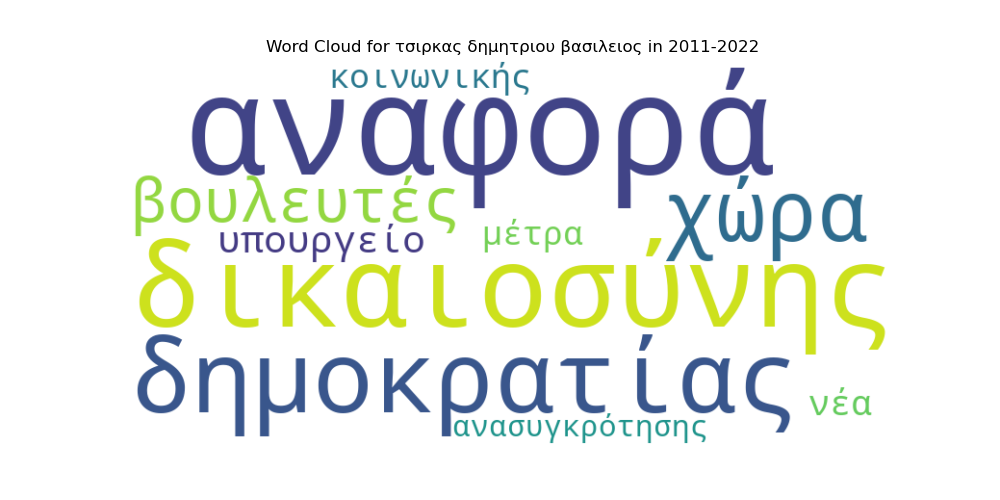 Word Cloud for τσιρκας δημητριου βασιλειος in 2011-2022
κοινωνικής
αναφορά
βουλευτές
χώρα
υπουργείο
μέτρα
δικαιοσύνης
δημοκρατίας
νέα
ανασυγκρότησης